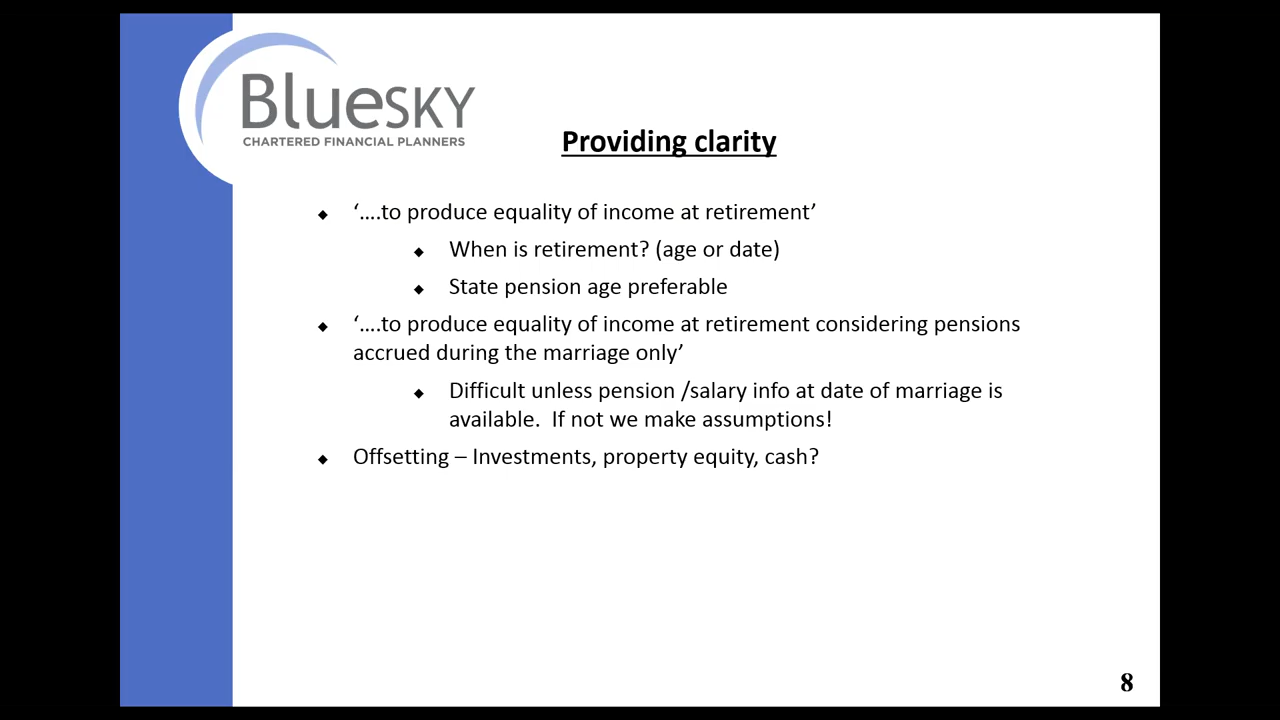 BlueSKY
CHARTERED FINANCIAL PLANNERS
Providing clarity
‘....to produce equality of income at retirement’
When is retirement? (age or date)
State pension age preferable
‘....to produce equality of income at retirement considering pensions
accrued during the marriage only’
Difficult unless pension /salary info at date of marriage is
available.  If not we make assumptions!
Offsetting – Investments, property equity, cash?
8